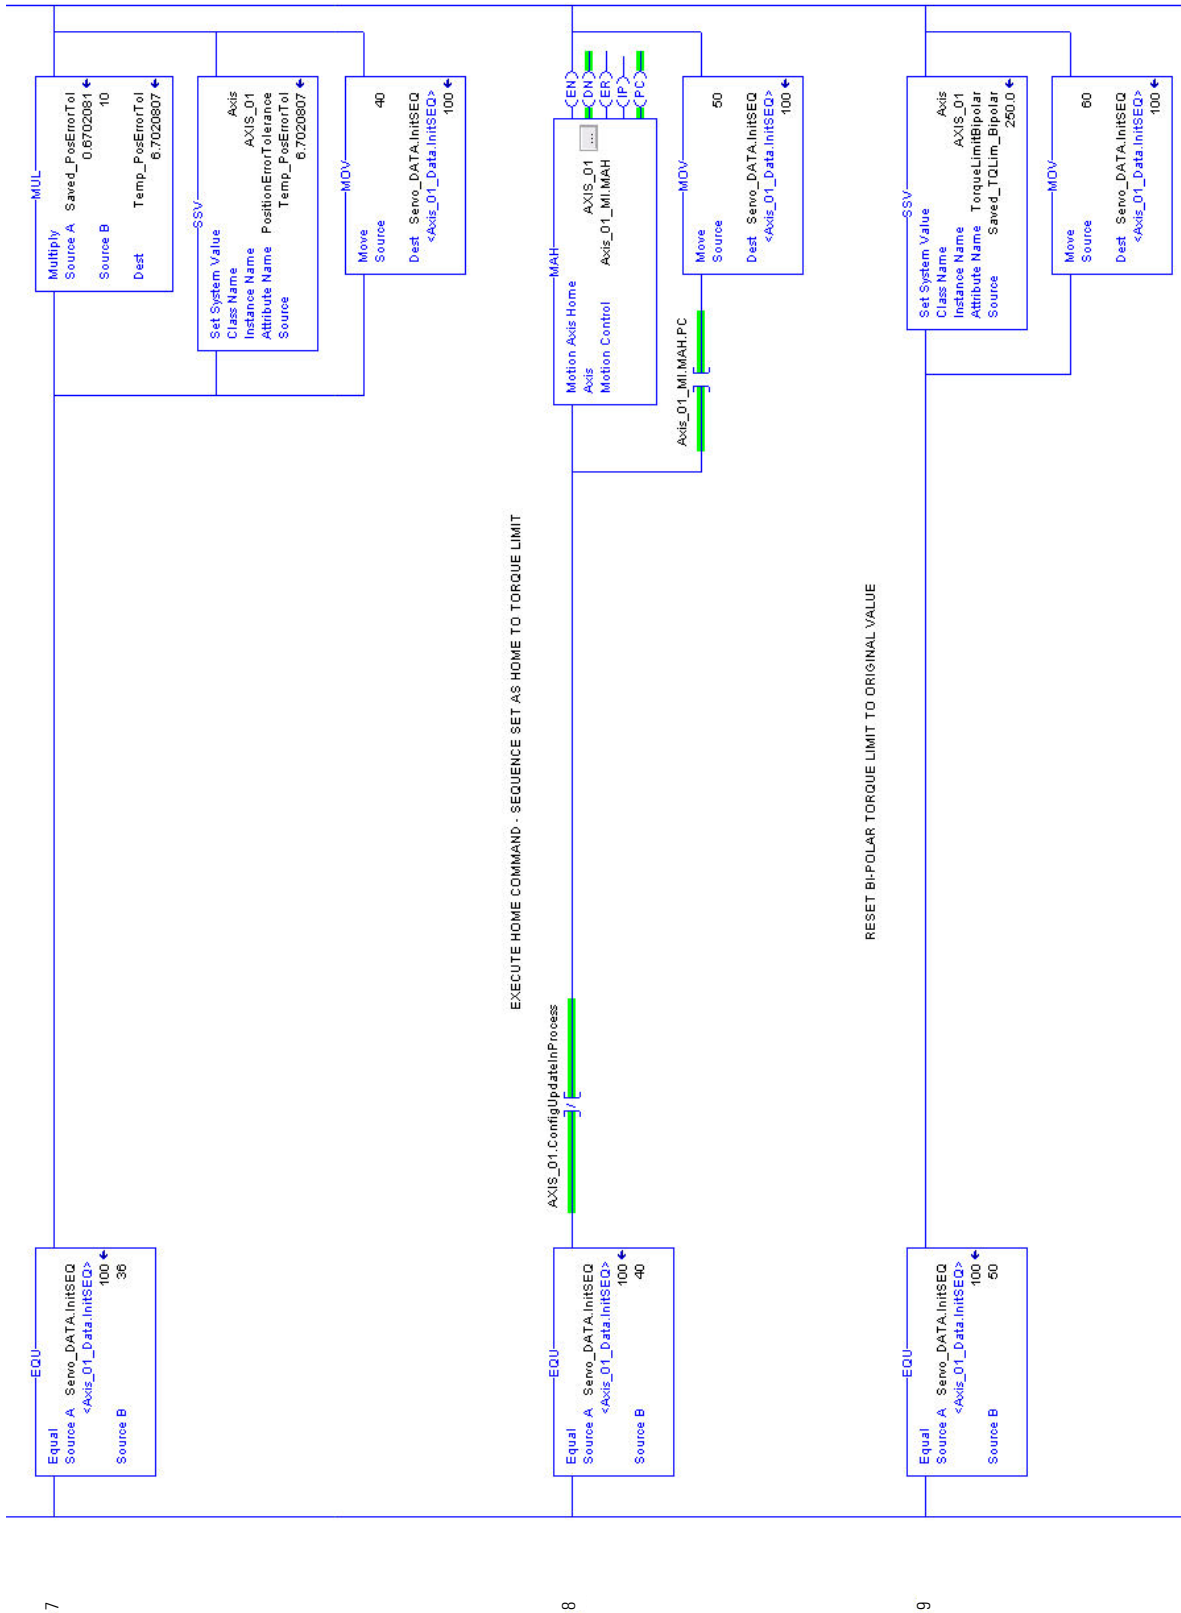 7
EQU
Equal
Source A Servo_DATA.InitSEQ
<Axis_01_Data.InitSEQ>
100
Source B 36
MUL
Multiply
Source A Saved_PosErrorTol
0.6702081
Source B 10
Dest Temp_PosErrorTol
6.7020807
SSV
Set System Value
Class Name Axis
Instance Name AXIS_01
Attribute Name PositionErrorTolerance
Source Temp_PosErrorTol
6.7020807
MOV
Move
Source 40
Dest Servo_DATA.InitSEQ
<Axis_01_Data.InitSEQ>
100
EXECUTE HOME COMMAND - SEQUENCE SET AS HOME TO TORQUE LIMIT
8
EQU
Equal
Source A Servo_DATA.InitSEQ
<Axis_01_Data.InitSEQ>
100
Source B 40
AXIS_01.ConfigUpdateInProcess
/
MAH
Motion Axis Home
Axis AXIS_01 ...
Motion Control Axis_01_MI.MAH
EN
DN
ER
IP
PC
Axis_01_MI.MAH.PC
MOV
Move
Source 50
Dest Servo_DATA.InitSEQ
<Axis_01_Data.InitSEQ>
100
RESET BI-POLAR TORQUE LIMIT TO ORIGINAL VALUE
9
EQU
Equal
Source A Servo_DATA.InitSEQ
<Axis_01_Data.InitSEQ>
100
Source B 50
SSV
Set System Value
Class Name Axis
Instance Name AXIS_01
Attribute Name TorqueLimitBipolar
Source Saved_TQLim_Bipolar
250.0
MOV
Move
Source 60
Dest Servo_DATA.InitSEQ
<Axis_01_Data.InitSEQ>
100